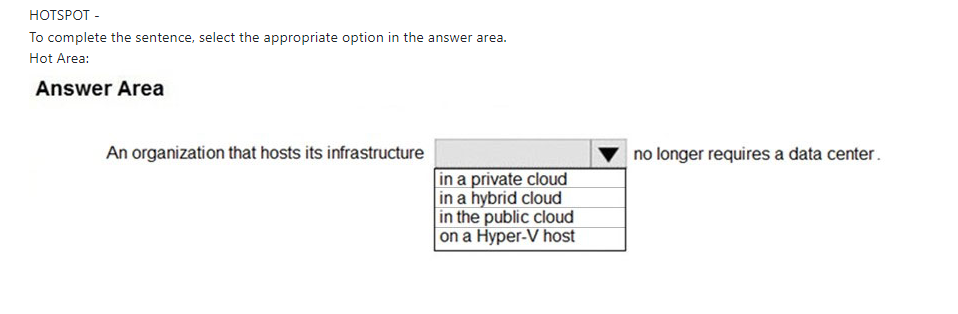 HOTSPOT -
To complete the sentence, select the appropriate option in the answer area.
Hot Area:
Answer Area
An organization that hosts its infrastructure no longer requires a data center.
in a private cloud
in a hybrid cloud
in the public cloud
on a Hyper-V host